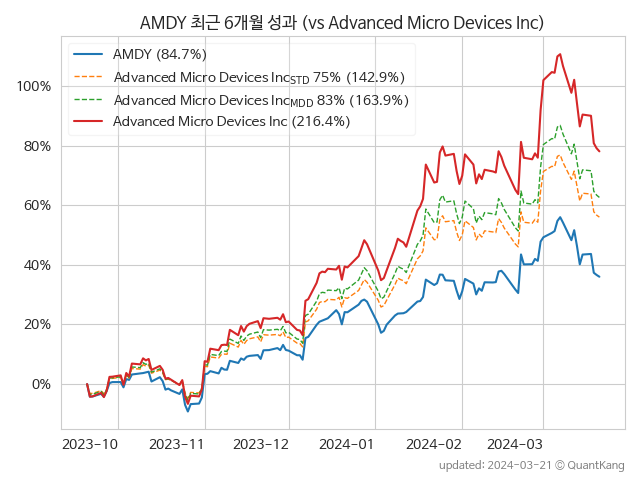 AMDY 최근 6개월 성과 (vs Advanced Micro Devices Inc)
AMDY (84.7%)
Advanced Micro Devices Inc_STD 75% (142.9%)
Advanced Micro Devices Inc_MDD 83% (163.9%)
Advanced Micro Devices Inc (216.4%)
100%
80%
60%
40%
20%
0%
2023-10 2023-11 2023-12 2024-01 2024-02 2024-03
updated: 2024-03-21 © QuantKang